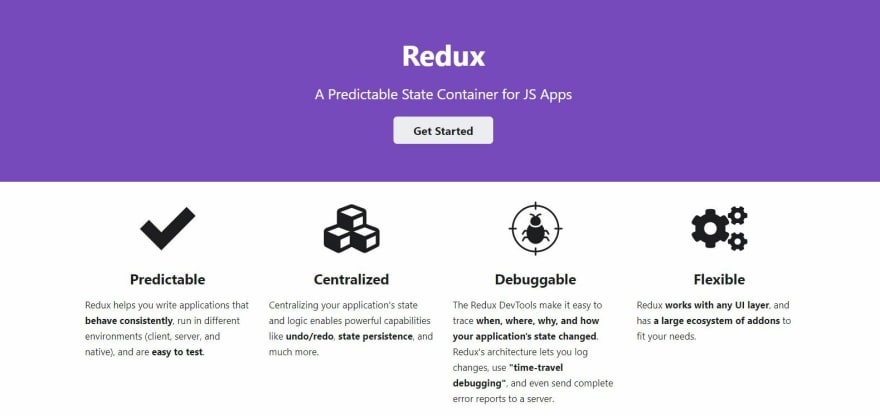 Redux
A Predictable State Container for JS Apps
Get Started
Predictable
Redux helps you write applications that
behave consistently, run in different
environments (client, server, and
native), and are easy to test.
Centralized
Centralizing your application's state
and logic enables powerful capabilities
like undo/redo, state persistence, and
much more.
Debuggable
The Redux DevTools make it easy to
trace when, where, why, and how
your application's state changed.
Redux's architecture lets you log
changes, use "time-travel
debugging", and even send complete
error reports to a server.
Flexible
Redux works with any UI layer, and
has a large ecosystem of addons to
fit your needs.